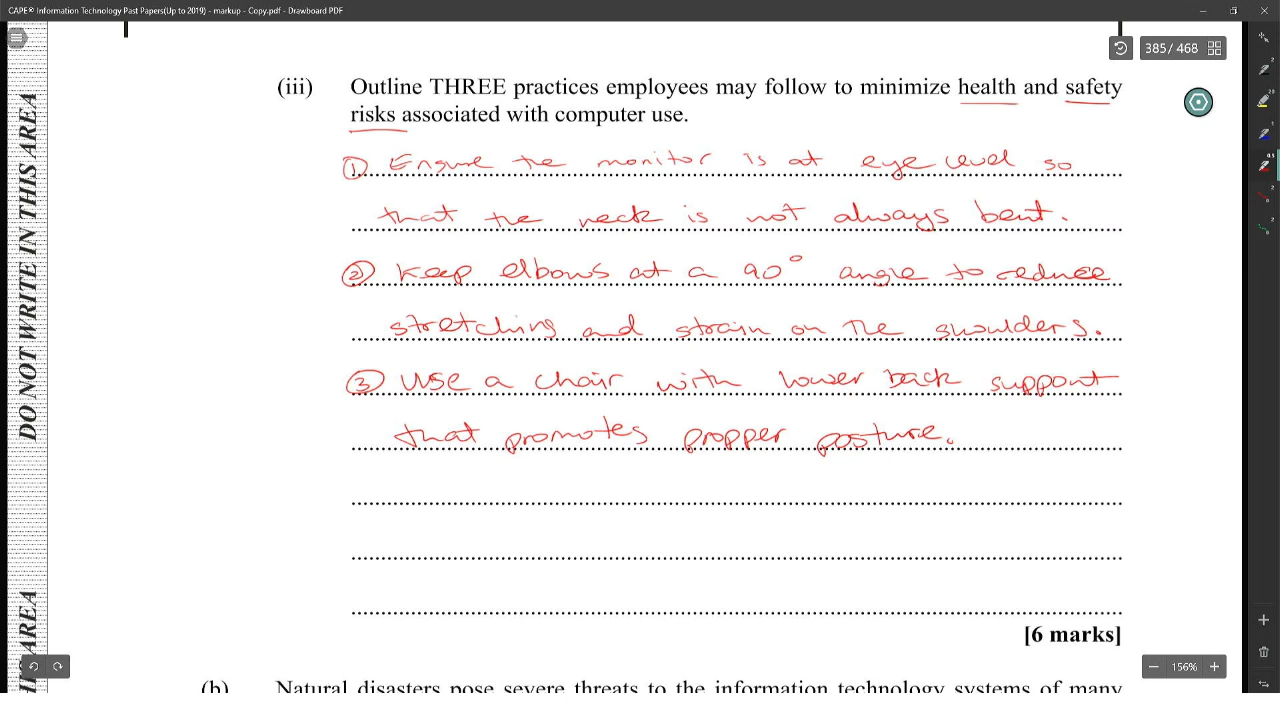 CAPE® Information Technology Past Papers(Up to 2019) - markup - Copy.pdf - Drawboard PDF
385 / 468
(iii) Outline THREE practices employees may follow to minimize health and safety
risks associated with computer use.
① Ensure the monitor is at eye level so
that the neck is not always bent.
② Keep elbows at a 90° angle to reduce
stretching and strain on the shoulders.
③ Use a chair with lower back support
that promotes propper posture.
[6 marks]
(b) Natural disasters pose severe threats to the information technology systems of many
DO NOT WRITE IN THIS AREA
AREA
156%